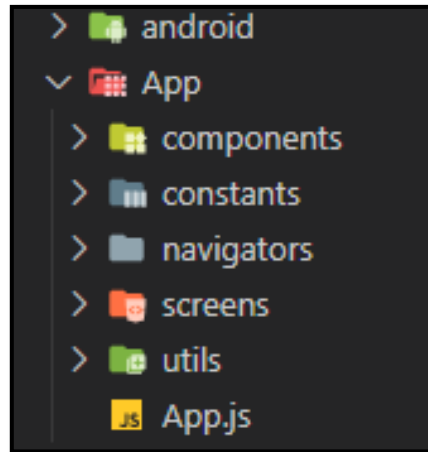 android
App
components
constants
navigators
screens
utils
JS App.js